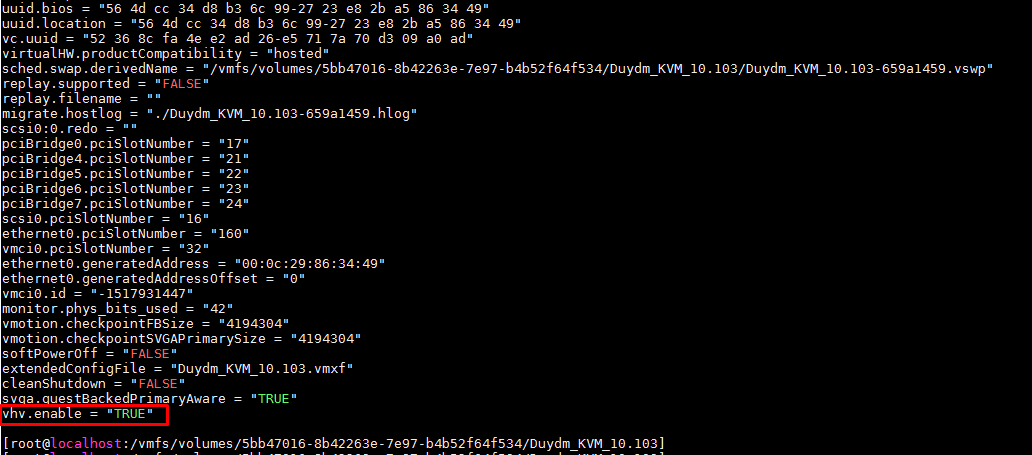 uuid.bios = "56 4d cc 34 d8 b3 6c 99-27 23 e8 2b a5 86 34 49"
uuid.location = "56 4d cc 34 d8 b3 6c 99-27 23 e8 2b a5 86 34 49"
vc.uuid = "52 36 8c fa 4e e2 ad 26-e5 71 7a 70 d3 09 a0 ad"
virtualHW.productCompatibility = "hosted"
sched.swap.derivedName = "/vmfs/volumes/5bb47016-8b42263e-7e97-b4b52f64f534/Duydm_KVM_10.103/Duydm_KVM_10.103-659a1459.vswp"
replay.supported = "FALSE"
replay.filename = ""
migrate.hostlog = "./Duydm_KVM_10.103-659a1459.hlog"
scsi0:0.redo = ""
pciBridge0.pciSlotNumber = "17"
pciBridge4.pciSlotNumber = "21"
pciBridge5.pciSlotNumber = "22"
pciBridge6.pciSlotNumber = "23"
pciBridge7.pciSlotNumber = "24"
scsi0.pciSlotNumber = "16"
ethernet0.pciSlotNumber = "160"
vmci0.pciSlotNumber = "32"
ethernet0.generatedAddress = "00:0c:29:86:34:49"
ethernet0.generatedAddressOffset = "0"
vmci0.id = "-1517931447"
monitor.phys_bits_used = "42"
vmotion.checkpointFBSize = "4194304"
vmotion.checkpointSVGAPrimarySize = "4194304"
softPowerOff = "FALSE"
extendedConfigFile = "Duydm_KVM_10.103.vmxf"
cleanShutdown = "FALSE"
svga.guestBackedPrimaryAware = "TRUE"
vhv.enable = "TRUE"
[root@localhost:/vmfs/volumes/5bb47016-8b42263e-7e97-b4b52f64f534/Duydm_KVM_10.103]